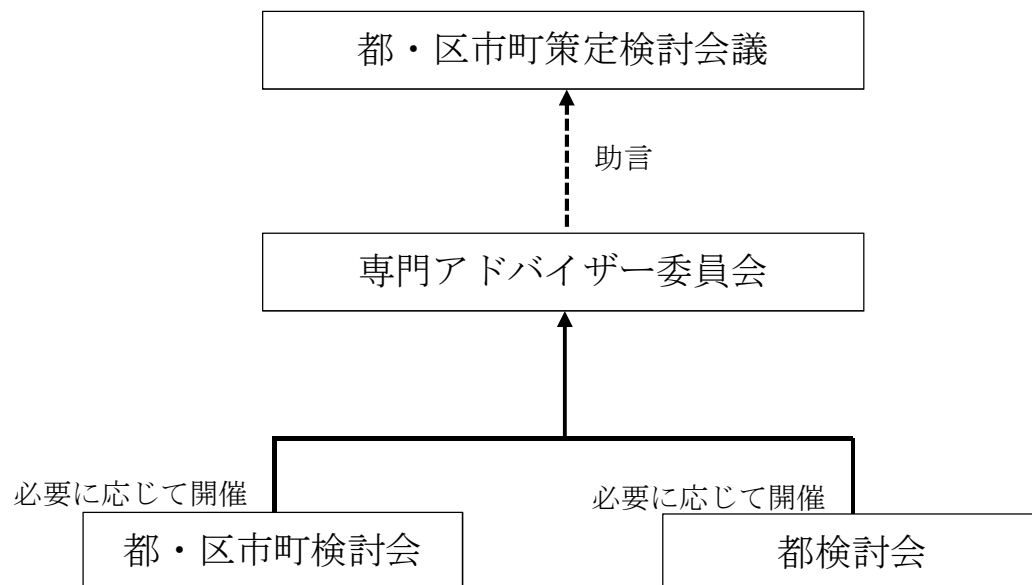 都・区市町策定検討会議
助言
専門アドバイザー委員会
必要に応じて開催
必要に応じて開催
都・区市町検討会
都検討会